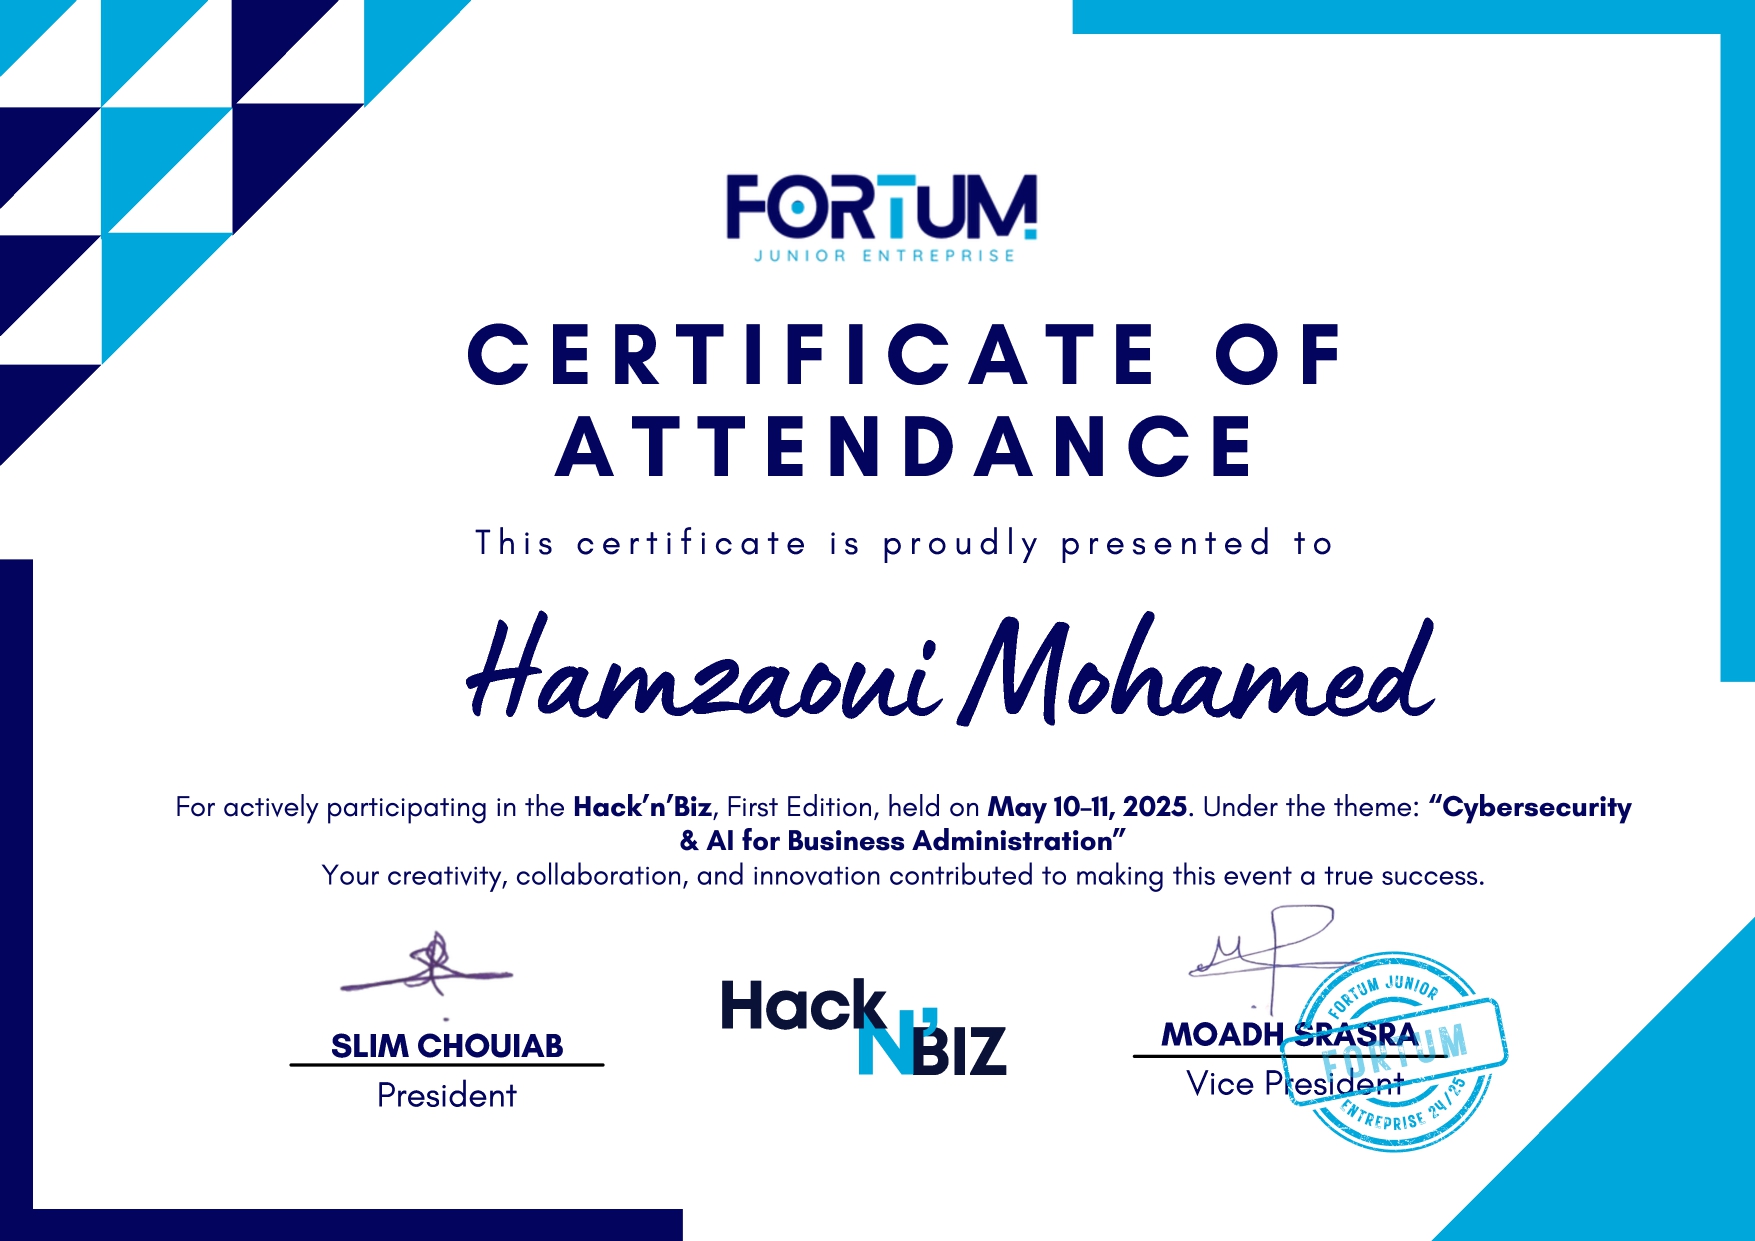 FORTUM!
JUNIOR ENTREPRISE
CERTIFICATE OF
ATTENDANCE
This certificate is proudly presented to
Hamzaoui Mohamed
For actively participating in the Hack’n’Biz, First Edition, held on May 10-11, 2025. Under the theme: “Cybersecurity
& AI for Business Administration”
Your creativity, collaboration, and innovation contributed to making this event a true success.
SLIM CHOUIAB
President
Hack
N’BIZ
MOADH SRASRA
Vice President
FORTUM JUNIOR
FORTUM
ENTREPRISE 24/25